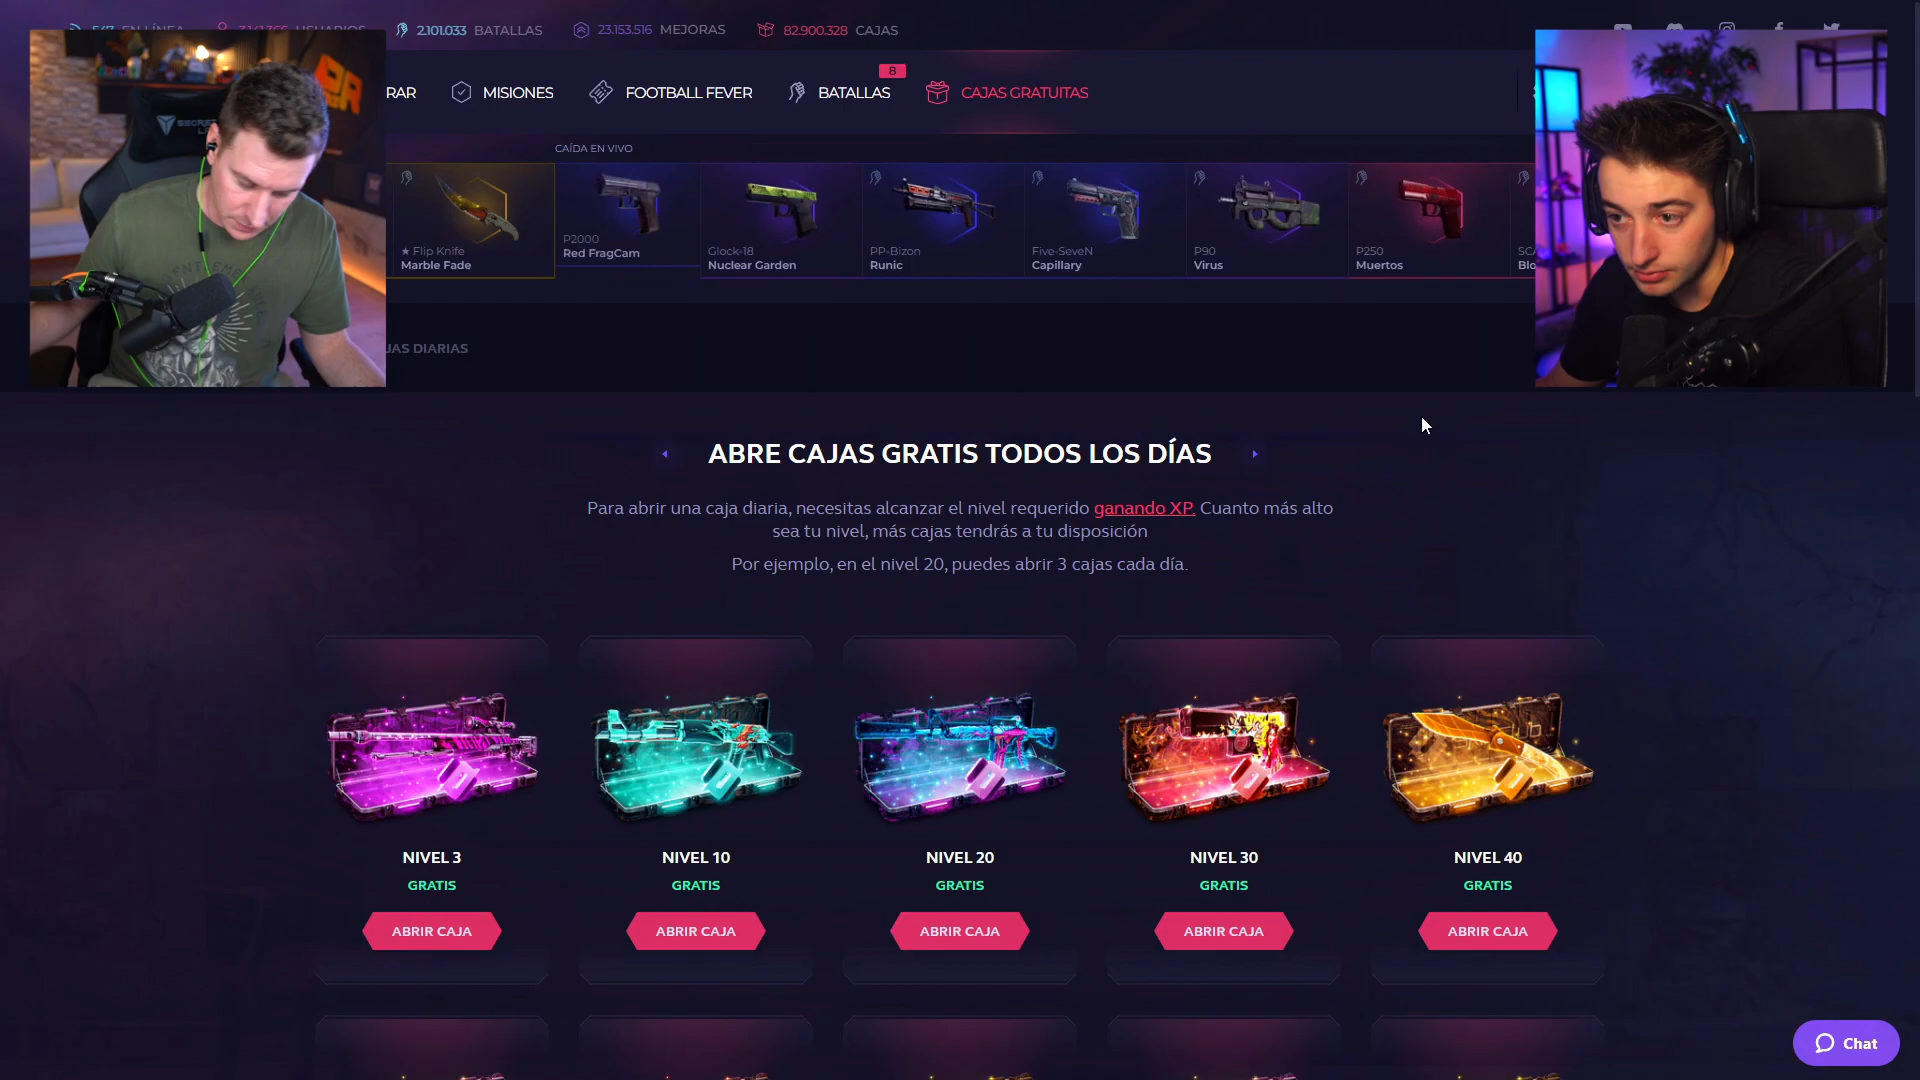 2.101.033 BATALLAS
23.153.516 MEJORAS
82.900.328 CAJAS
RAR
MISIONES
FOOTBALL FEVER
BATALLAS
8
CAJAS GRATUITAS
CAÍDA EN VIVO
★ Flip Knife
Marble Fade
P2000
Red FragCam
Glock-18
Nuclear Garden
PP-Bizon
Runic
Five-SeveN
Capillary
P90
Virus
P250
Muertos
JAS DIARIAS
ABRE CAJAS GRATIS TODOS LOS DÍAS
Para abrir una caja diaria, necesitas alcanzar el nivel requerido ganando XP. Cuanto más alto
sea tu nivel, más cajas tendrás a tu disposición
Por ejemplo, en el nivel 20, puedes abrir 3 cajas cada día.
NIVEL 3
GRATIS
ABRIR CAJA
NIVEL 10
GRATIS
ABRIR CAJA
NIVEL 20
GRATIS
ABRIR CAJA
NIVEL 30
GRATIS
ABRIR CAJA
NIVEL 40
GRATIS
ABRIR CAJA
Chat